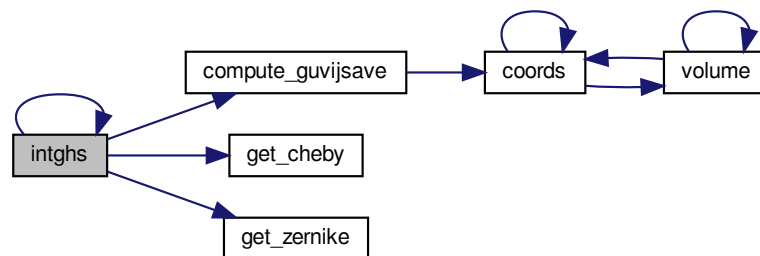 compute_guvijsave
coords
volume
intghs
get_cheby
get_zernike